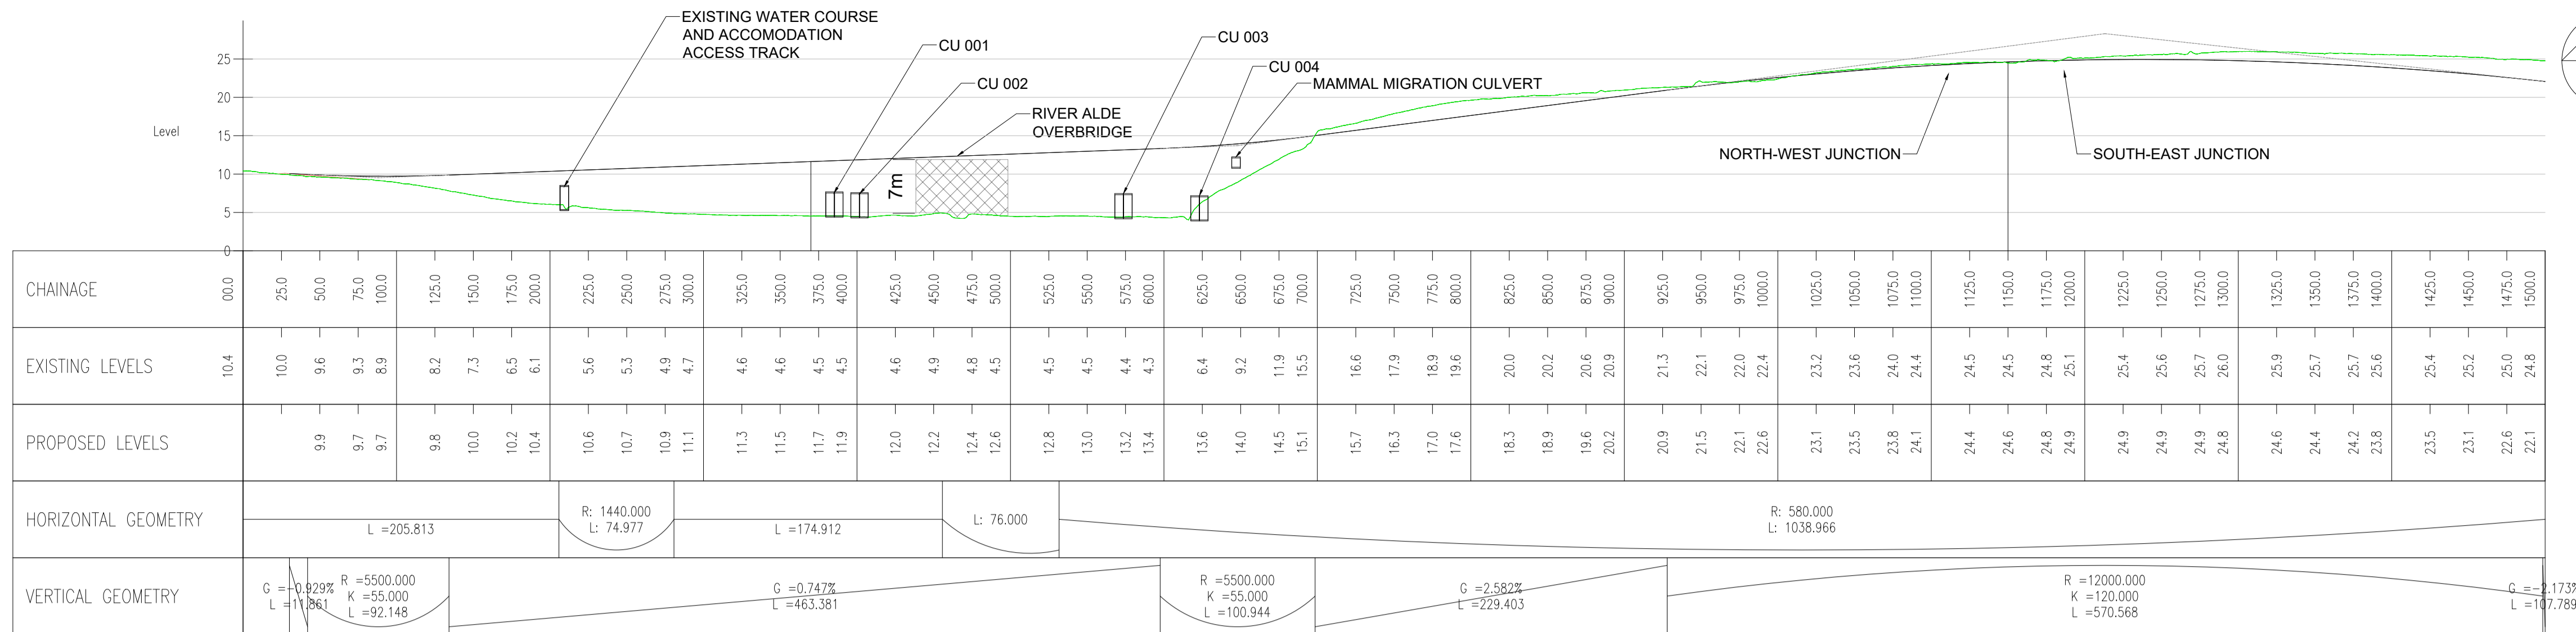 EXISTING WATER COURSE
AND ACCOMODATION
ACCESS TRACK
CU 001
CU 002
RIVER ALDE
OVERBRIDGE
CU 003
CU 004
MAMMAL MIGRATION CULVERT
NORTH-WEST JUNCTION
SOUTH-EAST JUNCTION
7m
Level
25
20
15
10
5
0
CHAINAGE
00.0 25.0 50.0 75.0 100.0 125.0 150.0 175.0 200.0 225.0 250.0 275.0 300.0 325.0 350.0 375.0 400.0 425.0 450.0 475.0 500.0 525.0 550.0 575.0 600.0 625.0 650.0 675.0 700.0 725.0 750.0 775.0 800.0 825.0 850.0 875.0 900.0 925.0 950.0 975.0 1000.0 1025.0 1050.0 1075.0 1100.0 1125.0 1150.0 1175.0 1200.0 1225.0 1250.0 1275.0 1300.0 1325.0 1350.0 1375.0 1400.0 1425.0 1450.0 1475.0 1500.0
EXISTING LEVELS
10.4 10.0 9.6 9.3 8.9 8.2 7.3 6.5 6.1 5.6 5.3 4.9 4.7 4.6 4.6 4.5 4.5 4.6 4.9 4.8 4.5 4.5 4.5 4.4 4.3 6.4 9.2 11.9 15.5 16.6 17.9 18.9 19.6 20.0 20.2 20.6 20.9 21.3 22.1 22.0 22.4 23.2 23.6 24.0 24.4 24.5 24.5 24.8 25.1 25.4 25.6 25.7 26.0 25.9 25.7 25.7 25.6 25.4 25.2 25.0 24.8
PROPOSED LEVELS
9.9 9.7 9.7 9.8 10.0 10.2 10.4 10.6 10.7 10.9 11.1 11.3 11.5 11.7 11.9 12.0 12.2 12.4 12.6 12.8 13.0 13.2 13.4 13.6 14.0 14.5 15.1 15.7 16.3 17.0 17.6 18.3 18.9 19.6 20.2 20.9 21.5 22.1 22.6 23.1 23.5 23.8 24.1 24.4 24.6 24.8 24.9 24.9 24.9 24.9 24.8 24.6 24.4 24.2 23.8 23.5 23.1 22.6 22.1
HORIZONTAL GEOMETRY
L =205.813
R: 1440.000
L: 74.977
L =174.912
L: 76.000
R: 580.000
L: 1038.966
VERTICAL GEOMETRY
G =-0.929%
L =11.861
R =5500.000
K =55.000
L =92.148
G =0.747%
L =463.381
R =5500.000
K =55.000
L =100.944
G =2.582%
L =229.403
R =12000.000
K =120.000
L =570.568
G =-2.173%
L =107.789